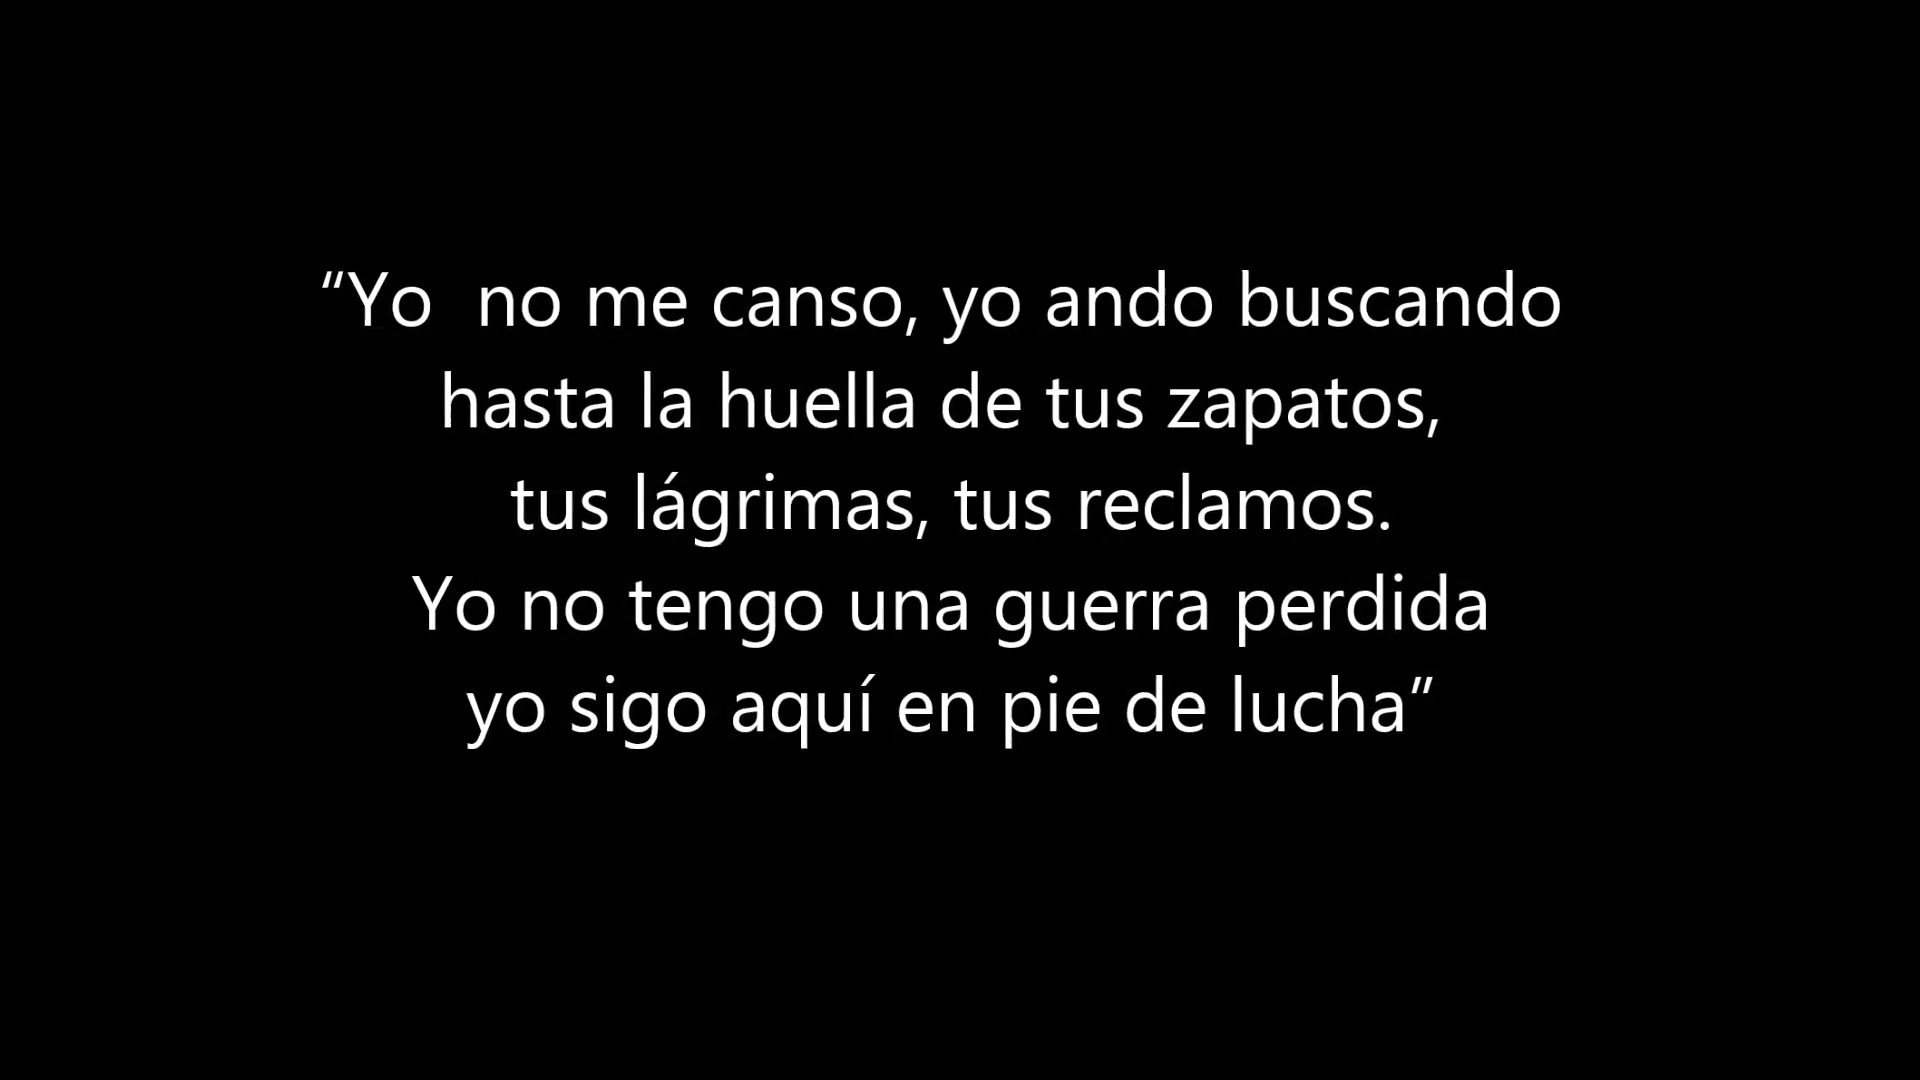 “Yo  no me canso, yo ando buscando
hasta la huella de tus zapatos,
tus lágrimas, tus reclamos.
Yo no tengo una guerra perdida
yo sigo aquí en pie de lucha”